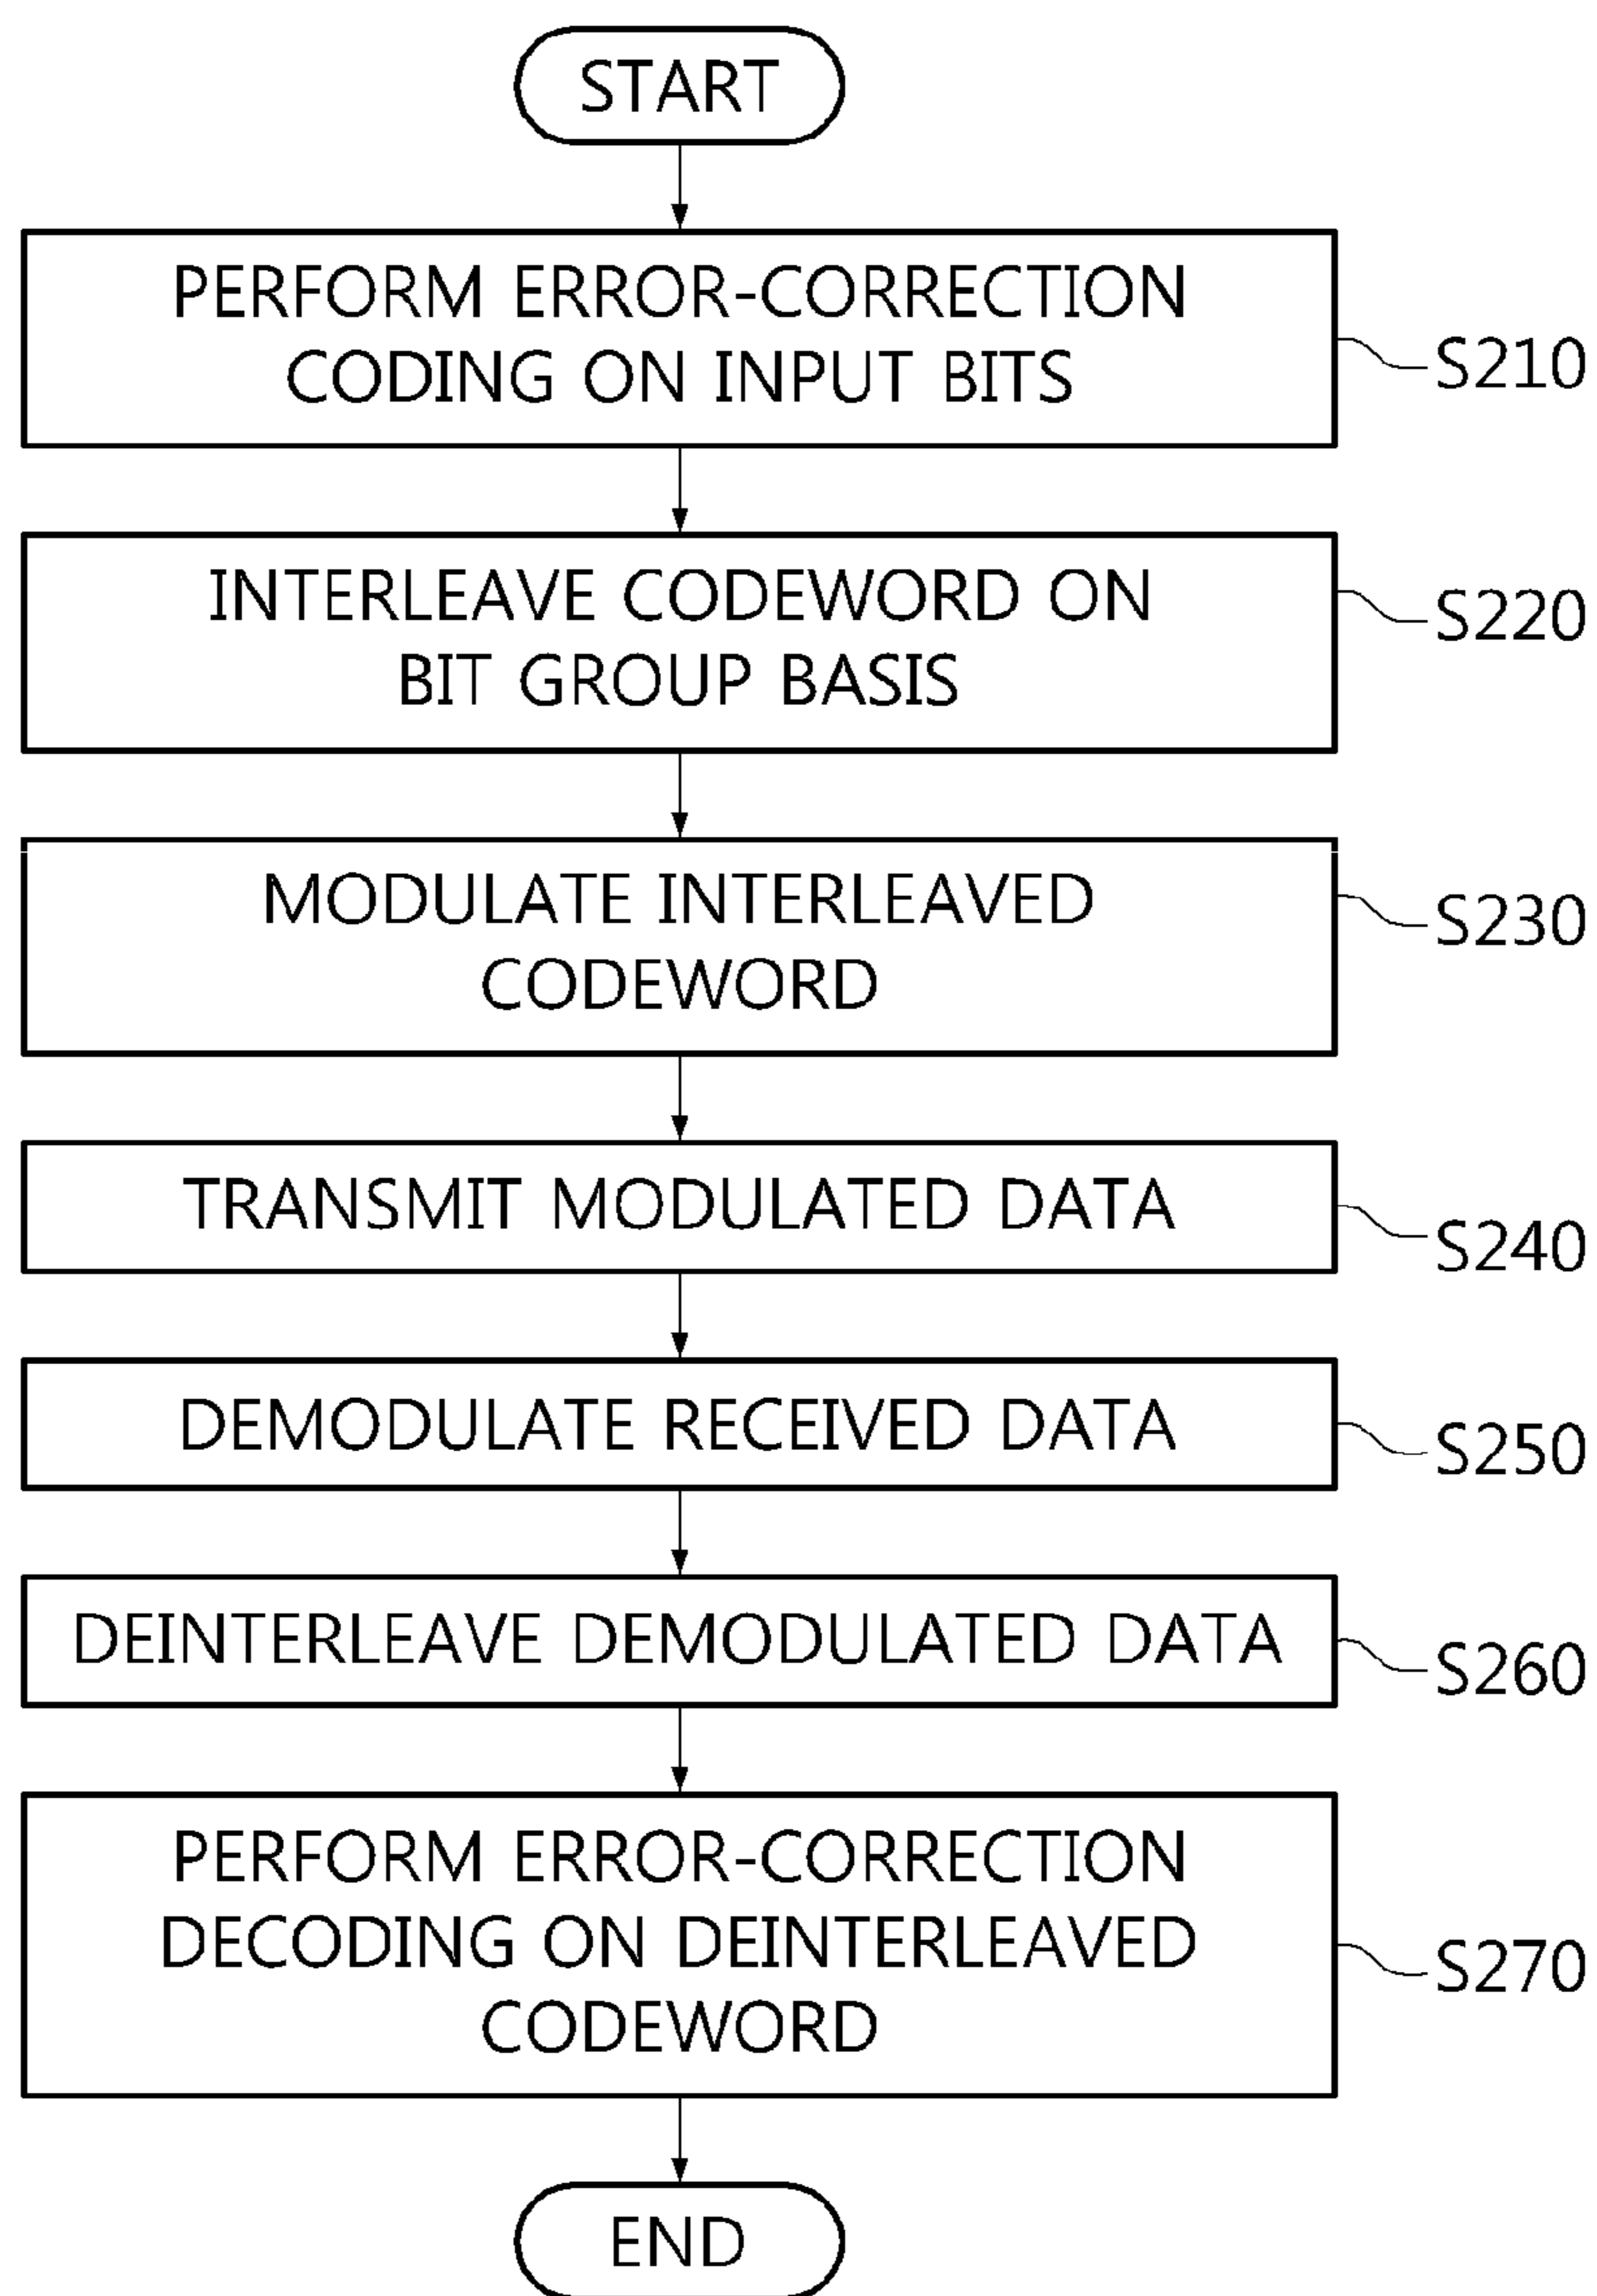 START
PERFORM ERROR-CORRECTION
CODING ON INPUT BITS
S210
INTERLEAVE CODEWORD ON
BIT GROUP BASIS
S220
MODULATE INTERLEAVED
CODEWORD
S230
TRANSMIT MODULATED DATA
S240
DEMODULATE RECEIVED DATA
S250
DEINTERLEAVE DEMODULATED DATA
S260
PERFORM ERROR-CORRECTION
DECODING ON DEINTERLEAVED
CODEWORD
S270
END